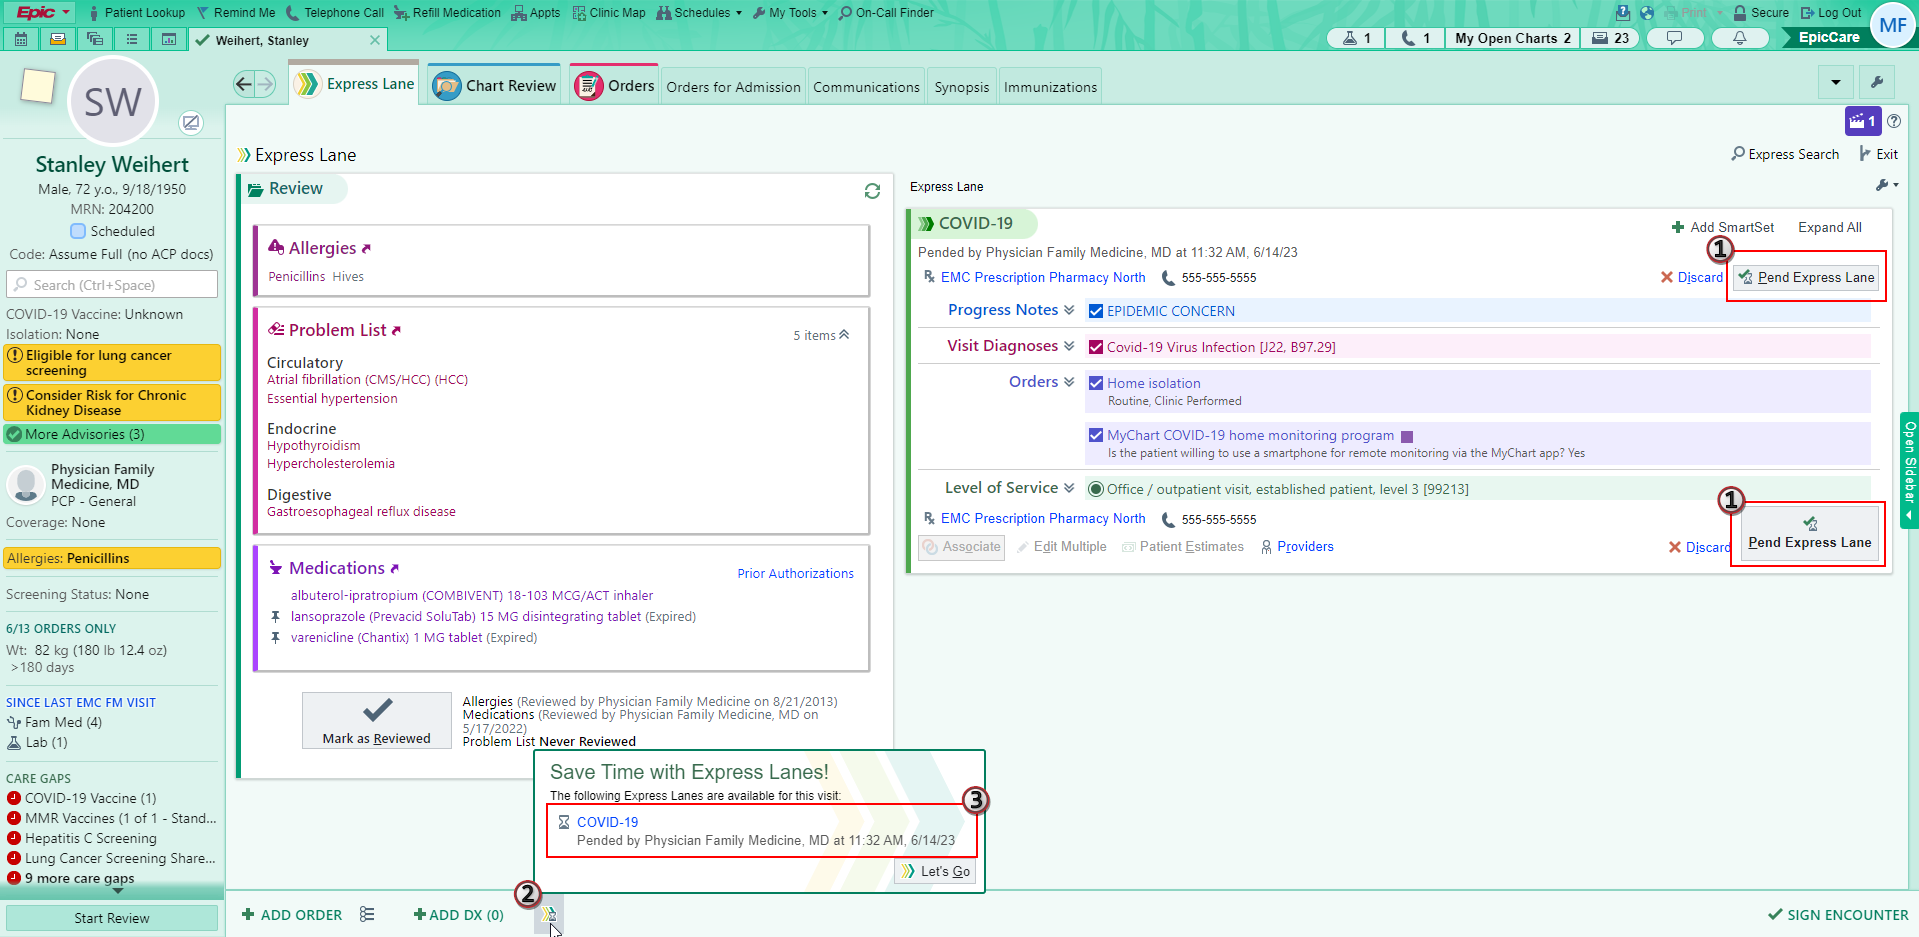 Epic
Patient Lookup
Remind Me
Telephone Call
Refill Medication
Appts
Clinic Map
Schedules
My Tools
On-Call Finder
Print
Secure
Log Out
MF
Weihert, Stanley
1
1
My Open Charts 2
23
EpicCare
SW
Express Lane
Chart Review
Orders
Orders for Admission
Communications
Synopsis
Immunizations
1
Stanley Weihert
Male, 72 y.o., 9/18/1950
MRN: 204200
Scheduled
Code: Assume Full (no ACP docs)
Search (Ctrl+Space)
COVID-19 Vaccine: Unknown
Isolation: None
Eligible for lung cancer
screening
Consider Risk for Chronic
Kidney Disease
More Advisories (3)
Physician Family
Medicine, MD
PCP - General
Coverage: None
Allergies: Penicillins
Screening Status: None
6/13 ORDERS ONLY
Wt: 82 kg (180 lb 12.4 oz)
>180 days
SINCE LAST EMC FM VISIT
Fam Med (4)
Lab (1)
CARE GAPS
COVID-19 Vaccine (1)
MMR Vaccines (1 of 1 - Stand...
Hepatitis C Screening
Lung Cancer Screening Share...
9 more care gaps
Start Review
Express Lane
Express Search
Exit
Review
Allergies
Penicillins Hives
Problem List
5 items
Circulatory
Atrial fibrillation (CMS/HCC) (HCC)
Essential hypertension
Endocrine
Hypothyroidism
Hypercholesterolemia
Digestive
Gastroesophageal reflux disease
Medications
Prior Authorizations
albuterol-ipratropium (COMBIVENT) 18-103 MCG/ACT inhaler
lansoprazole (Prevacid SoluTab) 15 MG disintegrating tablet (Expired)
varenicline (Chantix) 1 MG tablet (Expired)
Mark as Reviewed
Allergies (Reviewed by Physician Family Medicine on 8/21/2013)
Medications (Reviewed by Physician Family Medicine, MD on
5/17/2022)
Problem List Never Reviewed
Express Lane
COVID-19
Add SmartSet
Expand All
Pended by Physician Family Medicine, MD at 11:32 AM, 6/14/23
1
EMC Prescription Pharmacy North
555-555-5555
Discard
Pend Express Lane
Progress Notes
EPIDEMIC CONCERN
Visit Diagnoses
Covid-19 Virus Infection [J22, B97.29]
Orders
Home isolation
Routine, Clinic Performed
MyChart COVID-19 home monitoring program
Is the patient willing to use a smartphone for remote monitoring via the MyChart app? Yes
Level of Service
Office / outpatient visit, established patient, level 3 [99213]
1
EMC Prescription Pharmacy North
555-555-5555
Associate
Edit Multiple
Patient Estimates
Providers
Discard
Pend Express Lane
Open Sidebar
Save Time with Express Lanes!
The following Express Lanes are available for this visit:
3
COVID-19
Pended by Physician Family Medicine, MD at 11:32 AM, 6/14/23
Let's Go
2
ADD ORDER
ADD DX (0)
SIGN ENCOUNTER